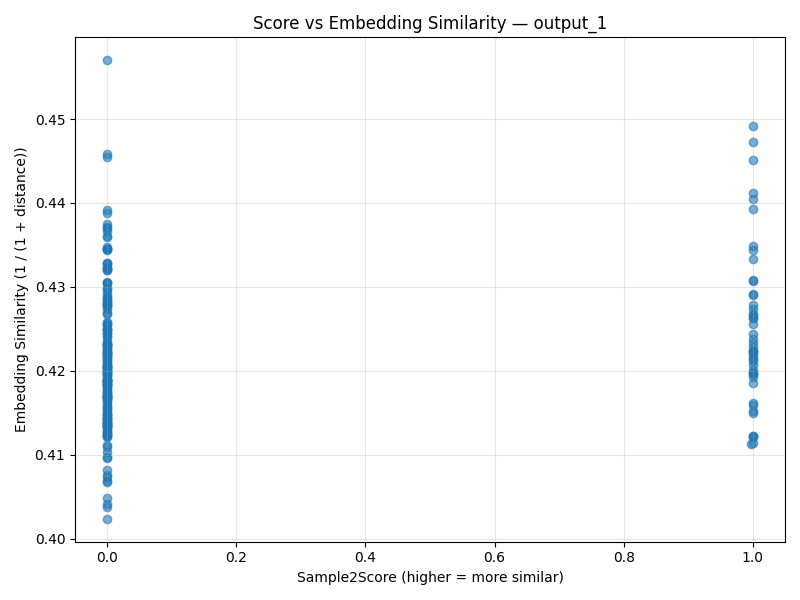 Score vs Embedding Similarity — output_1
Embedding Similarity (1 / (1 + distance))
0.45
0.44
0.43
0.42
0.41
0.40
0.0 0.2 0.4 0.6 0.8 1.0
Sample2Score (higher = more similar)